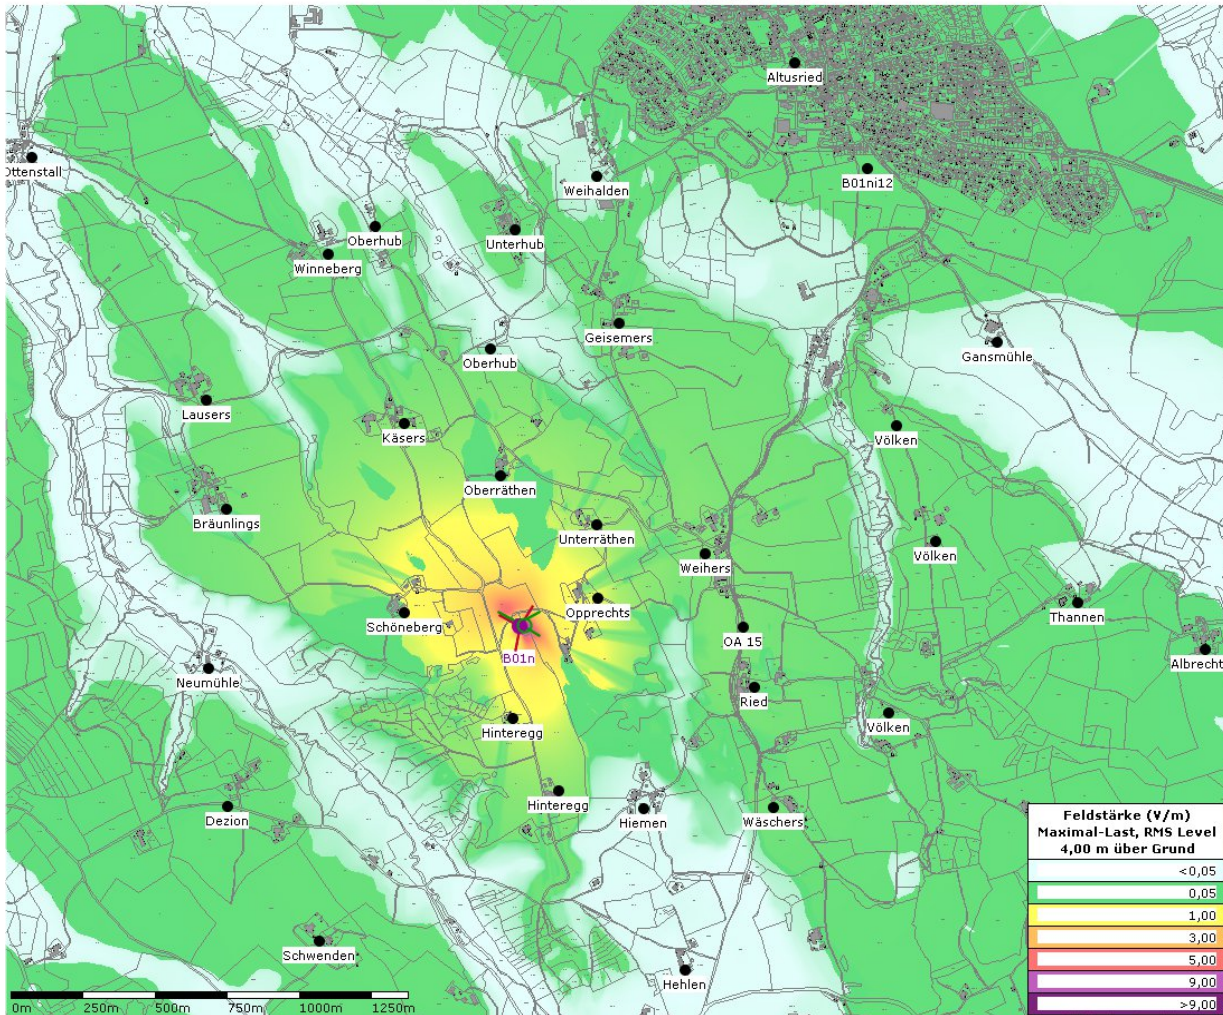 Altusried
Ottenstall
B01ni12
Weihalden
Oberhub
Unterhub
Winneberg
Geisemers
Gansmühle
Oberhub
Lausers
Käsers
Völken
Oberräthen
Bräunlings
Unterräthen
Völken
Weihers
Opprechts
Thannen
Schöneberg
OA 15
B01n
Albrecht
Neumühle
Ried
Völken
Hinteregg
Hinteregg
Dezion
Hiemen
Wäschers
Schwenden
Hehlen
Feldstärke (V/m)
Maximal-Last, RMS Level
4,00 m über Grund
<0,05
0,05
1,00
3,00
5,00
9,00
>9,00
0m 250m 500m 750m 1000m 1250m